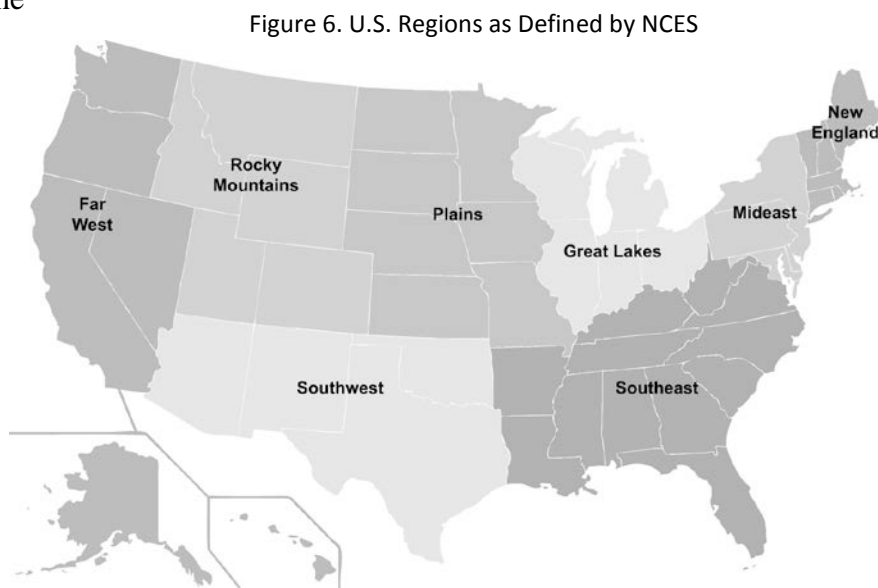 ne
Figure 6. U.S. Regions as Defined by NCES
New
England
Rocky
Mountains
Far
West
Plains
Mideast
Great Lakes
Southwest
Southeast